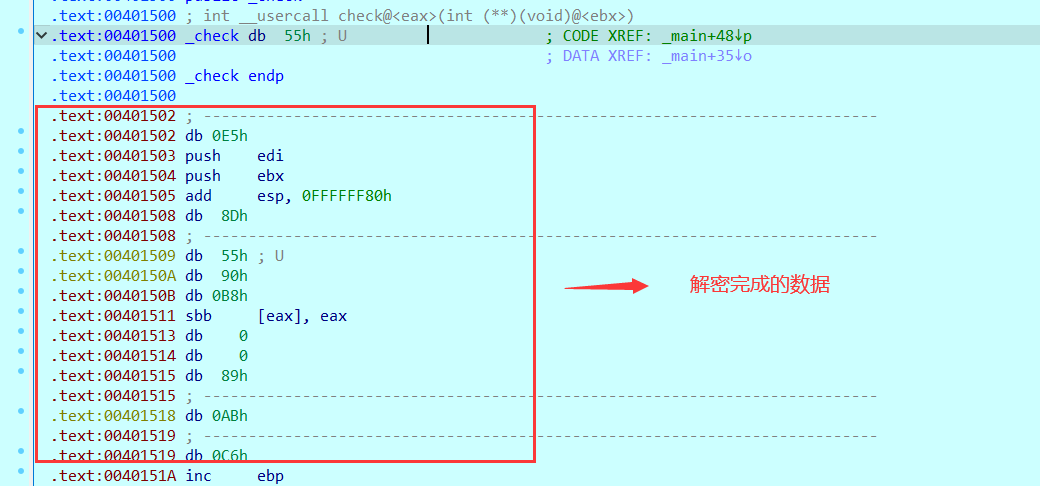 .text:00401500 public _check
.text:00401500 ; int __usercall check@<eax>(int (**)(void)@<ebx>)
.text:00401500 _check db  55h ; U ; CODE XREF: _main+48↓p
.text:00401500 ; DATA XREF: _main+35↓o
.text:00401500 _check endp
.text:00401500
.text:00401502 ; ---------------------------------------------------------------------------
.text:00401502 db 0E5h
.text:00401503 push    edi
.text:00401504 push    ebx
.text:00401505 add     esp, 0FFFFFF80h
.text:00401508 db  8Dh
.text:00401508 ; ---------------------------------------------------------------------------
.text:00401509 db  55h ; U
.text:0040150A db  90h
.text:0040150B db 0B8h
解密完成的数据
.text:00401511 sbb     [eax], eax
.text:00401513 db    0
.text:00401514 db    0
.text:00401515 db  89h
.text:00401515 ; ---------------------------------------------------------------------------
.text:00401518 db 0ABh
.text:00401519 ; ---------------------------------------------------------------------------
.text:00401519 db 0C6h
.text:0040151A inc     ebp